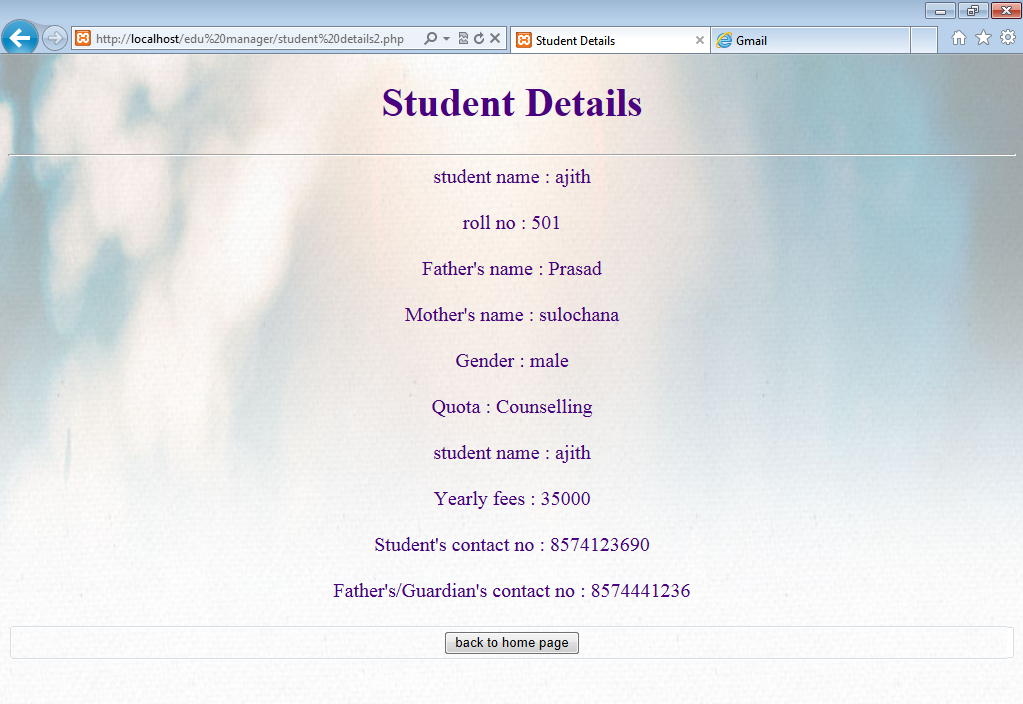 http://localhost/edu%20manager/student%20details2.php
Student Details
Gmail
Student Details
student name : ajith
roll no : 501
Father's name : Prasad
Mother's name : sulochana
Gender : male
Quota : Counselling
student name : ajith
Yearly fees : 35000
Student's contact no : 8574123690
Father's/Guardian's contact no : 8574441236
back to home page